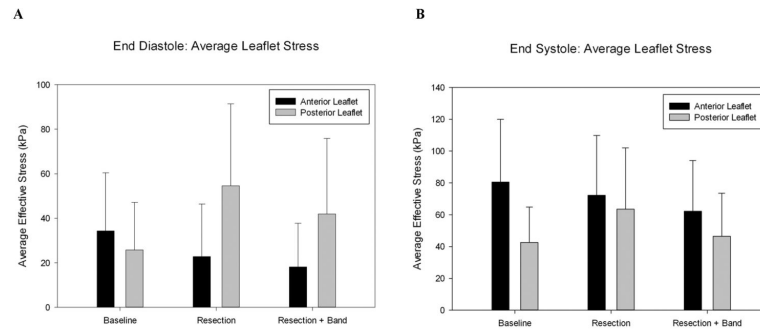 A
End Diastole: Average Leaflet Stress
Average Effective Stress (kPa)
100
80
60
40
20
0
Anterior Leaflet
Posterior Leaflet
Baseline
Resection
Resection + Band
B
End Systole: Average Leaflet Stress
Average Effective Stress (kPa)
140
120
100
80
60
40
20
0
Anterior Leaflet
Posterior Leaflet
Baseline
Resection
Resection + Band